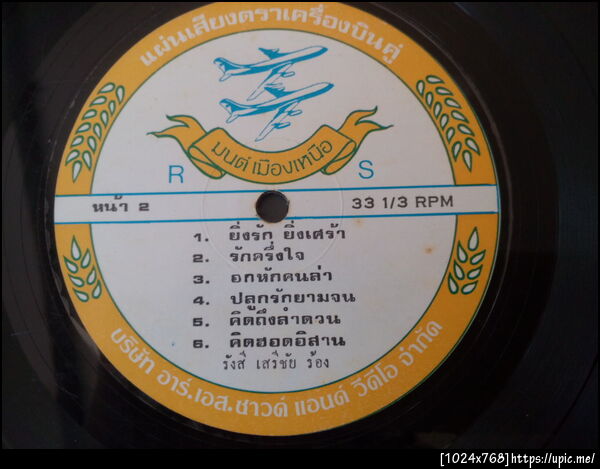 แผ่นเสียงตราเครื่องบินคู่
มนต์เมืองเหนือ
R S
หน้า 2 33 1/3 RPM
1. ยิ่งรัก ยิ่งเศร้า
2. รักครึ่งใจ
3. อกหักคนล่า
4. ปลูกรักยามจน
5. คิดถึงลำดวน
6. คิดฮอดอิสาน
รังสี เสรีชัย ร้อง
บริษัท อาร์.เอส.ซาวด์ แอนด์ วีดีโอ จำกัด
[1024x768]https://upic.me/